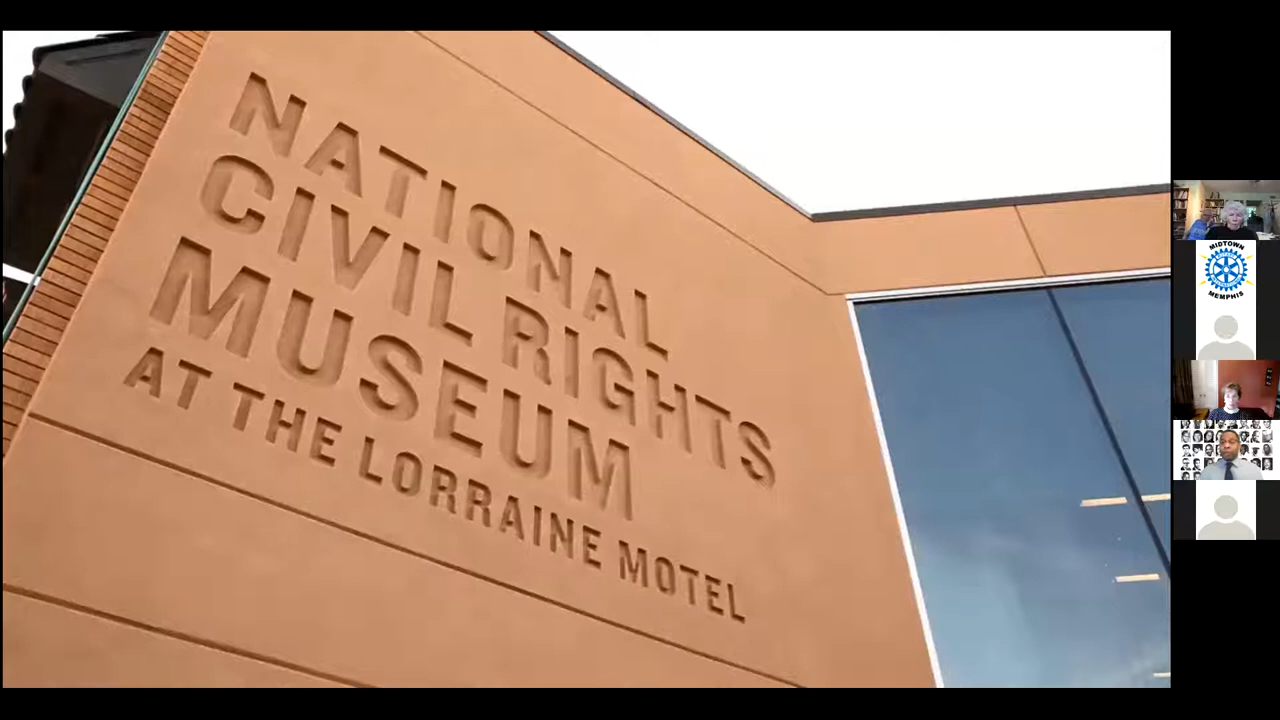 NATIONAL
CIVIL RIGHTS
MUSEUM
AT THE LORRAINE MOTEL
MIDTOWN
MEMPHIS